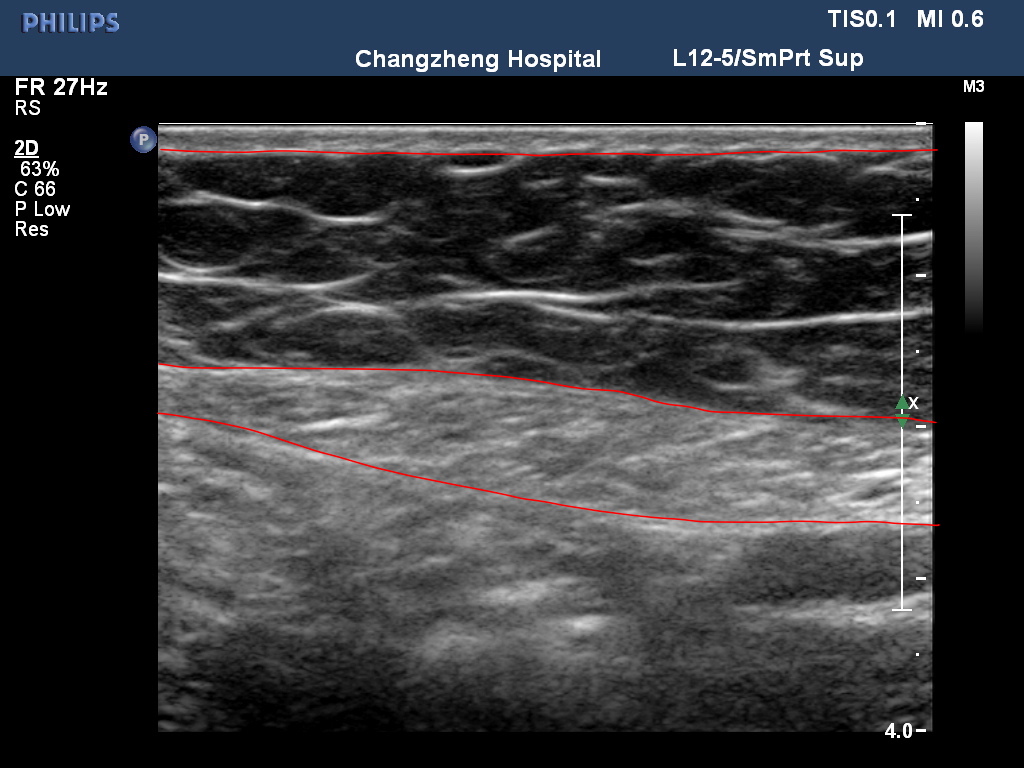 PHILIPS
TIS0.1 MI 0.6
Changzheng Hospital L12-5/SmPrt Sup
FR 27Hz
RS
M3
P
2D
63%
C 66
P Low
Res
X
4.0